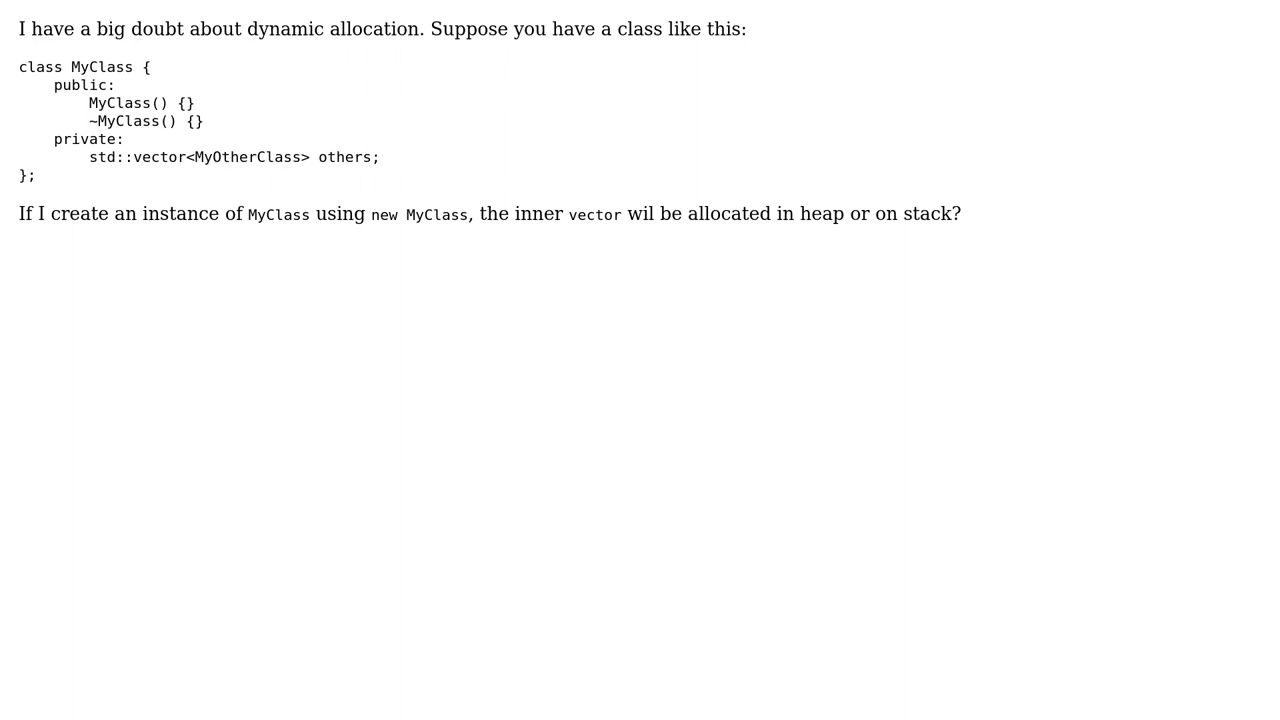 I have a big doubt about dynamic allocation. Suppose you have a class like this:
class MyClass {
    public:
        MyClass() {}
        ~MyClass() {}
    private:
        std::vector<MyOtherClass> others;
};
If I create an instance of MyClass using new MyClass, the inner vector wil be allocated in heap or on stack?